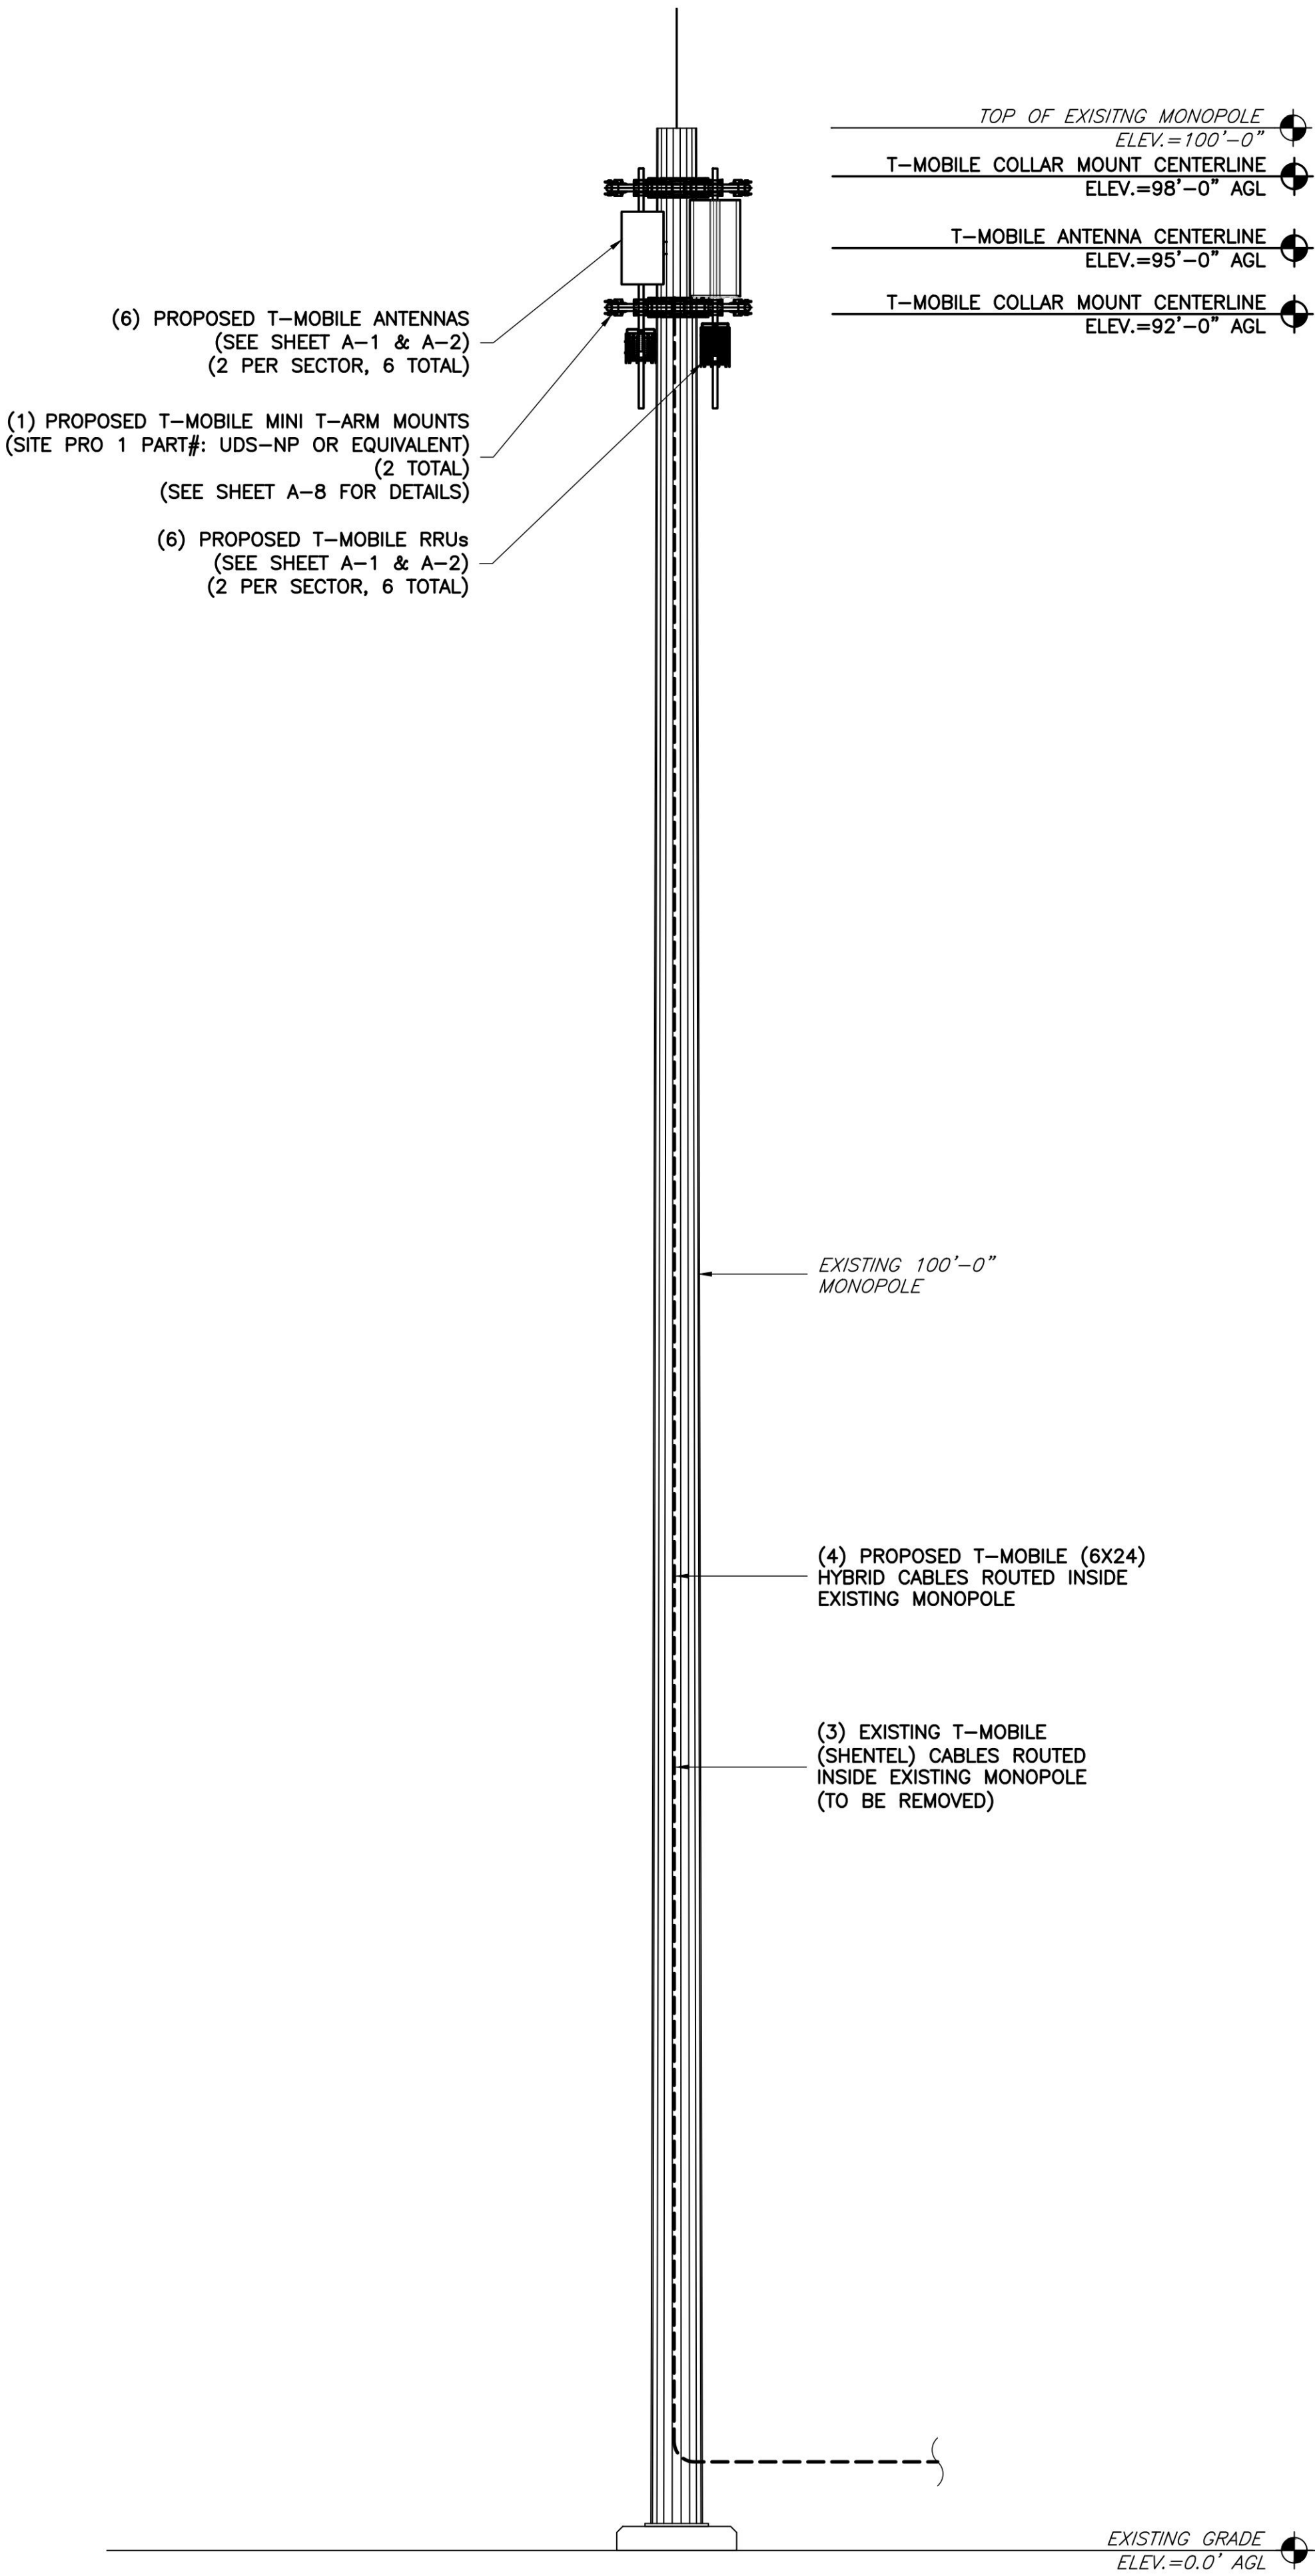 TOP OF EXISITNG MONOPOLE
ELEV.=100'-0"
T-MOBILE COLLAR MOUNT CENTERLINE
ELEV.=98'-0" AGL
T-MOBILE ANTENNA CENTERLINE
ELEV.=95'-0" AGL
T-MOBILE COLLAR MOUNT CENTERLINE
ELEV.=92'-0" AGL
(6) PROPOSED T-MOBILE ANTENNAS
(SEE SHEET A-1 & A-2)
(2 PER SECTOR, 6 TOTAL)
(1) PROPOSED T-MOBILE MINI T-ARM MOUNTS
(SITE PRO 1 PART#: UDS-NP OR EQUIVALENT)
(2 TOTAL)
(SEE SHEET A-8 FOR DETAILS)
(6) PROPOSED T-MOBILE RRUs
(SEE SHEET A-1 & A-2)
(2 PER SECTOR, 6 TOTAL)
EXISTING 100'-0"
MONOPOLE
(4) PROPOSED T-MOBILE (6X24)
HYBRID CABLES ROUTED INSIDE
EXISTING MONOPOLE
(3) EXISTING T-MOBILE
(SHENTEL) CABLES ROUTED
INSIDE EXISTING MONOPOLE
(TO BE REMOVED)
EXISTING GRADE
ELEV.=0.0' AGL